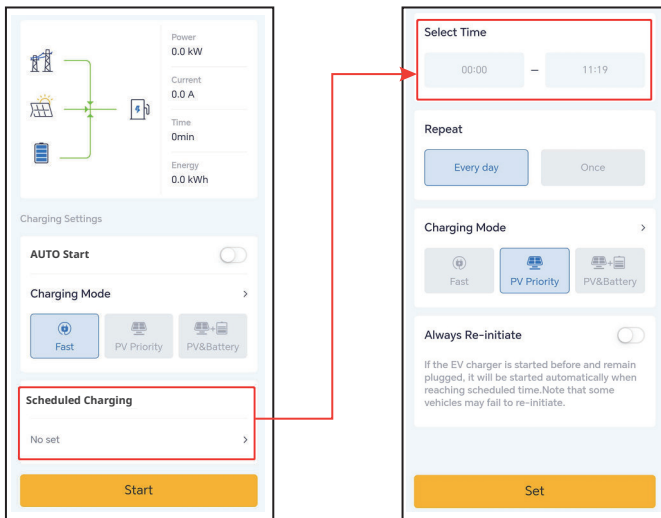 Power
0.0 kW
Current
0.0 A
Time
0min
Energy
0.0 kWh
Charging Settings
AUTO Start
Charging Mode
Fast
PV Priority
PV&Battery
Scheduled Charging
No set
Start
Select Time
00:00 – 11:19
Repeat
Every day
Once
Charging Mode
Fast
PV Priority
PV&Battery
Always Re-initiate
If the EV charger is started before and remain
plugged, it will be started automatically when
reaching scheduled time.Note that some
vehicles may fail to re-initiate.
Set